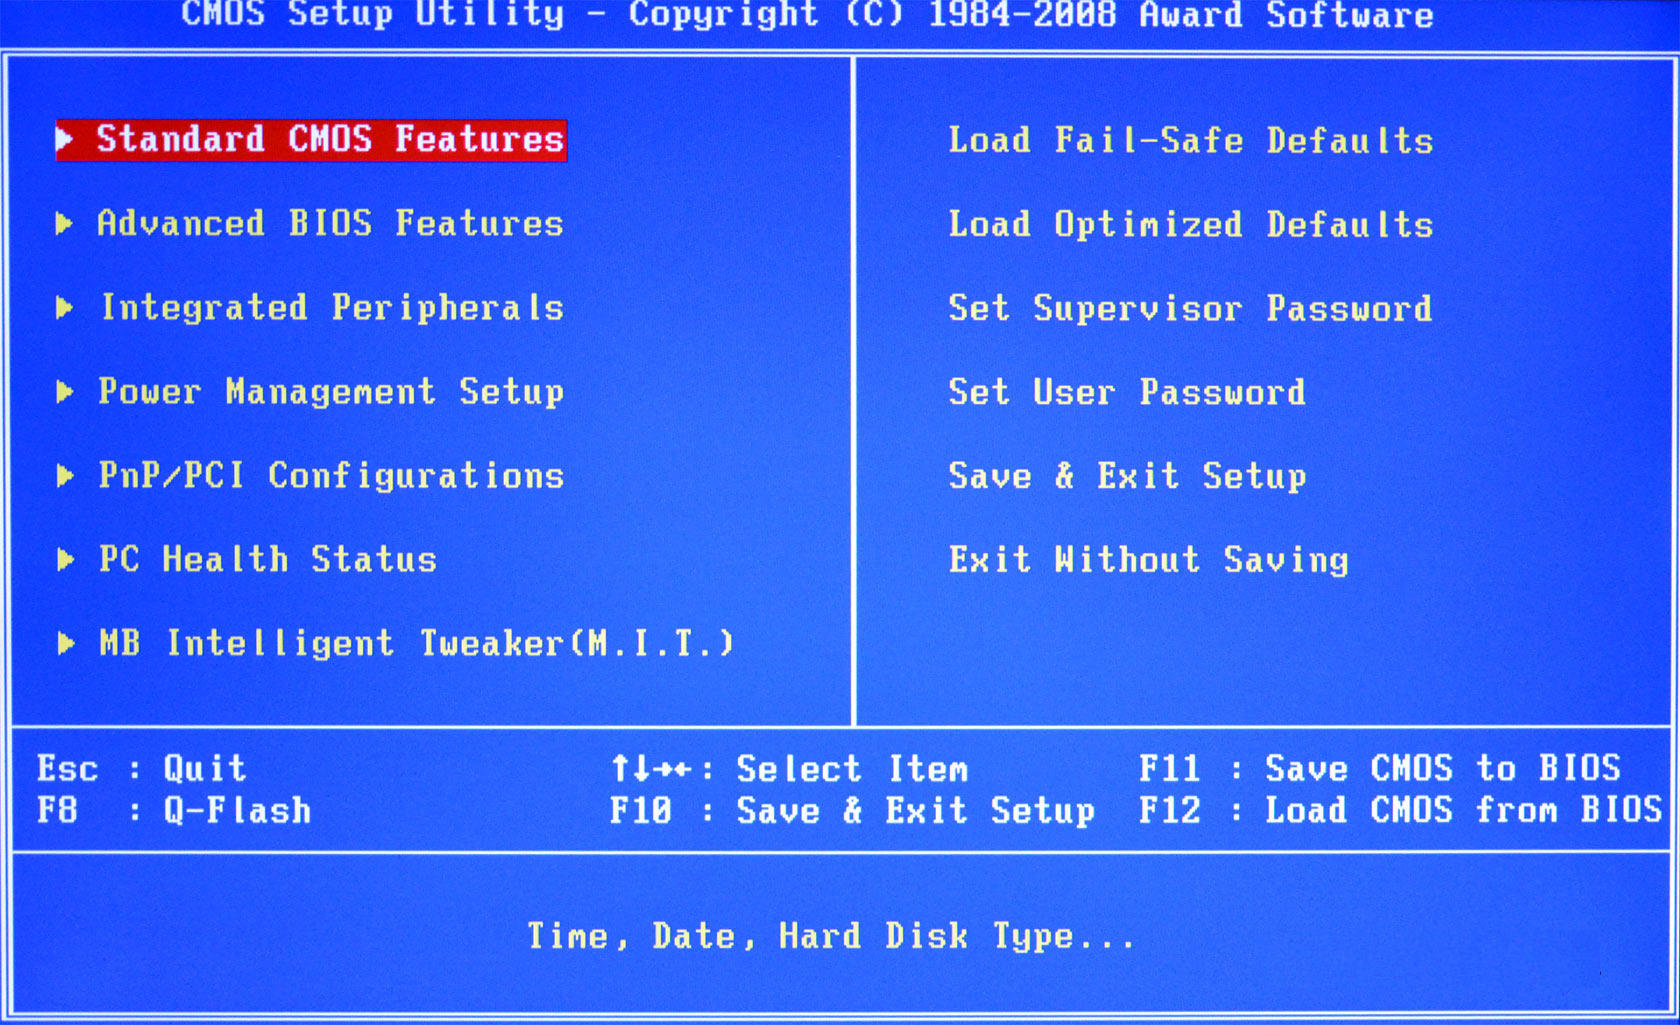 CMOS Setup Utility - Copyright (C) 1984-2008 Award Software
▶ Standard CMOS Features
▶ Advanced BIOS Features
▶ Integrated Peripherals
▶ Power Management Setup
▶ PnP/PCI Configurations
▶ PC Health Status
▶ MB Intelligent Tweaker(M.I.T.)
Load Fail-Safe Defaults
Load Optimized Defaults
Set Supervisor Password
Set User Password
Save & Exit Setup
Exit Without Saving
Esc : Quit ↑↓→←: Select Item F11 : Save CMOS to BIOS
F8 : Q-Flash F10 : Save & Exit Setup F12 : Load CMOS from BIOS
Time, Date, Hard Disk Type...